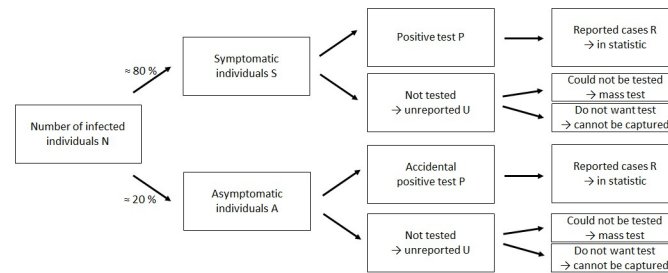 Number of infected
individuals N
≈ 80 %
≈ 20 %
Symptomatic
individuals S
Asymptomatic
individuals A
Positive test P
Not tested
→ unreported U
Accidental
positive test P
Not tested
→ unreported U
Reported cases R
→ in statistic
Could not be tested
→ mass test
Do not want test
→ cannot be captured
Reported cases R
→ in statistic
Could not be tested
→ mass test
Do not want test
→ cannot be captured